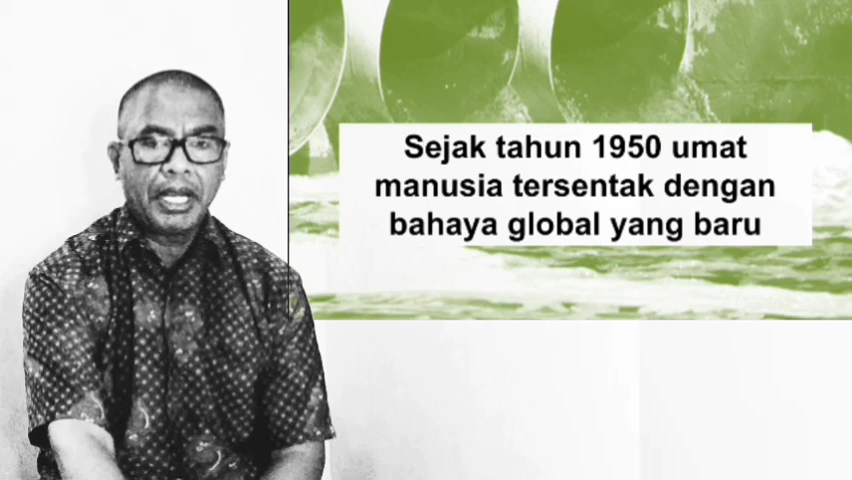 Sejak tahun 1950 umat
manusia tersentak dengan
bahaya global yang baru